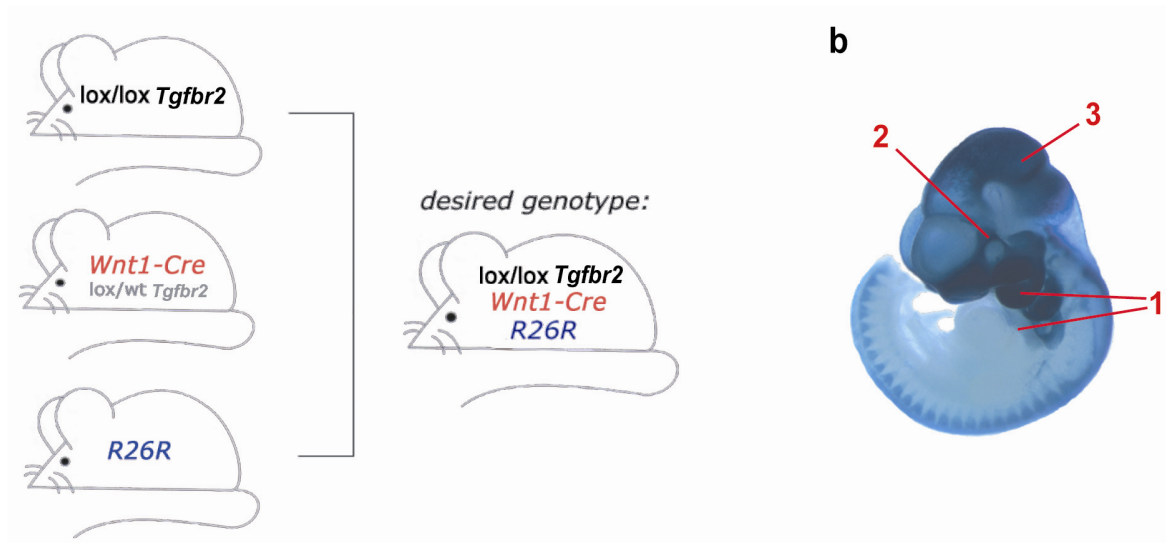 lox/lox Tgfbr2
Wnt1-Cre
lox/wt Tgfbr2
R26R
desired genotype:
lox/lox Tgfbr2
Wnt1-Cre
R26R
b
2
3
1